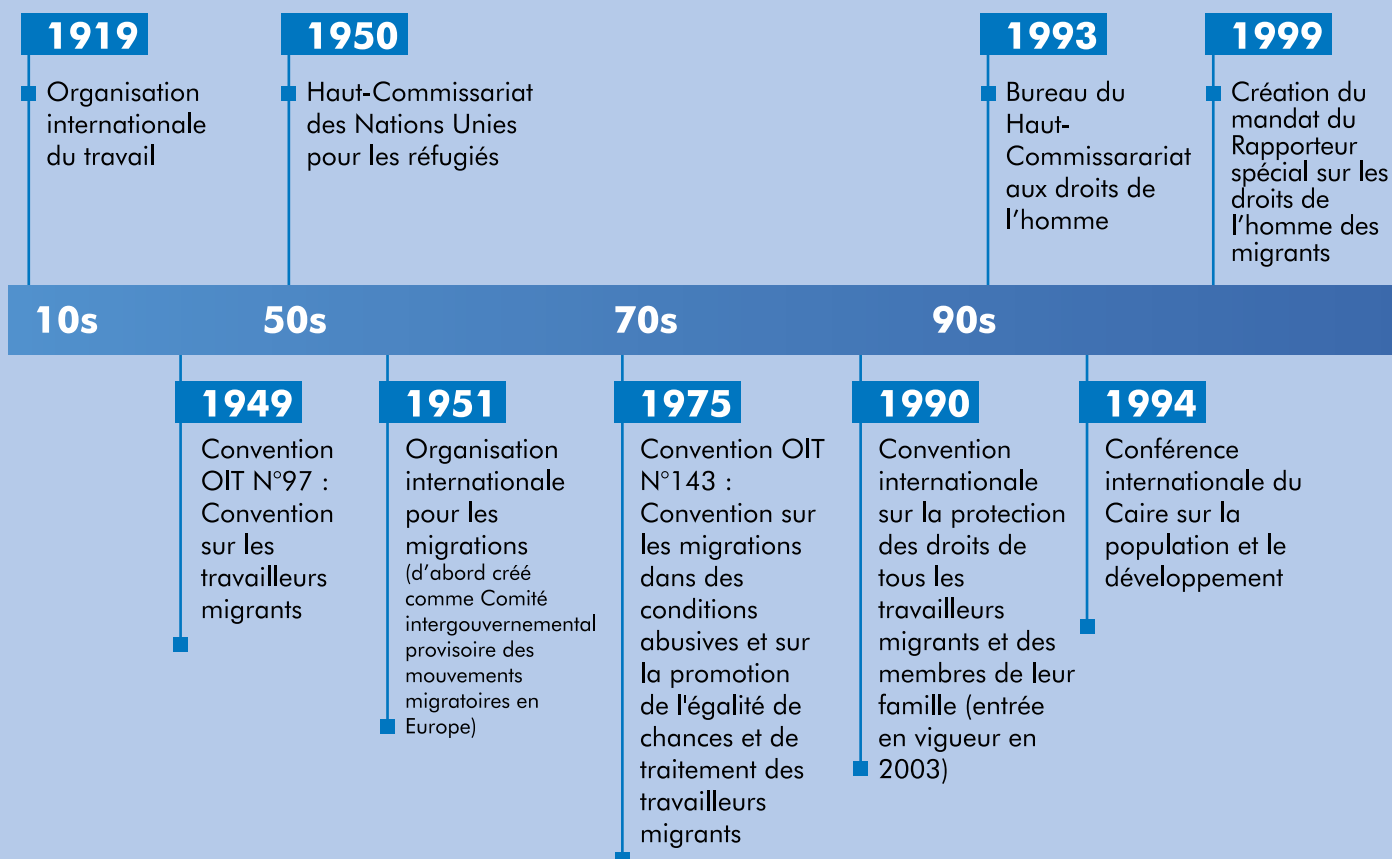 1919
Organisation
internationale
du travail
1950
Haut-Commissariat
des Nations Unies
pour les réfugiés
1993
Bureau du
Haut-
Commissarariat
aux droits de
l’homme
1999
Création du
mandat du
Rapporteur
spécial sur les
droits de
l’homme des
migrants
10s 50s 70s 90s
1949
Convention
OIT N°97 :
Convention
sur les
travailleurs
migrants
1951
Organisation
internationale
pour les
migrations
(d’abord créé
comme Comité
intergouvernemental
provisoire des
mouvements
migratoires en
Europe)
1975
Convention OIT
N°143 :
Convention sur
les migrations
dans des
conditions
abusives et sur
la promotion
de l'égalité de
chances et de
traitement des
travailleurs
migrants
1990
Convention
internationale
sur la protection
des droits de
tous les
travailleurs
migrants et des
membres de leur
famille (entrée
en vigueur en
2003)
1994
Conférence
internationale du
Caire sur la
population et le
développement